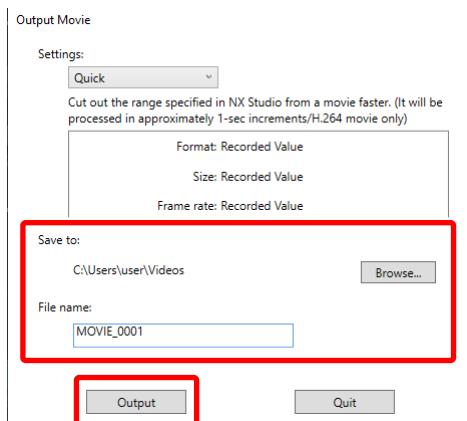 Output Movie
Settings:
Quick
Cut out the range specified in NX Studio from a movie faster. (It will be
processed in approximately 1-sec increments/H.264 movie only)
Format: Recorded Value
Size: Recorded Value
Frame rate: Recorded Value
Save to:
C:\Users\user\Videos
Browse...
File name:
MOVIE_0001
Output
Quit